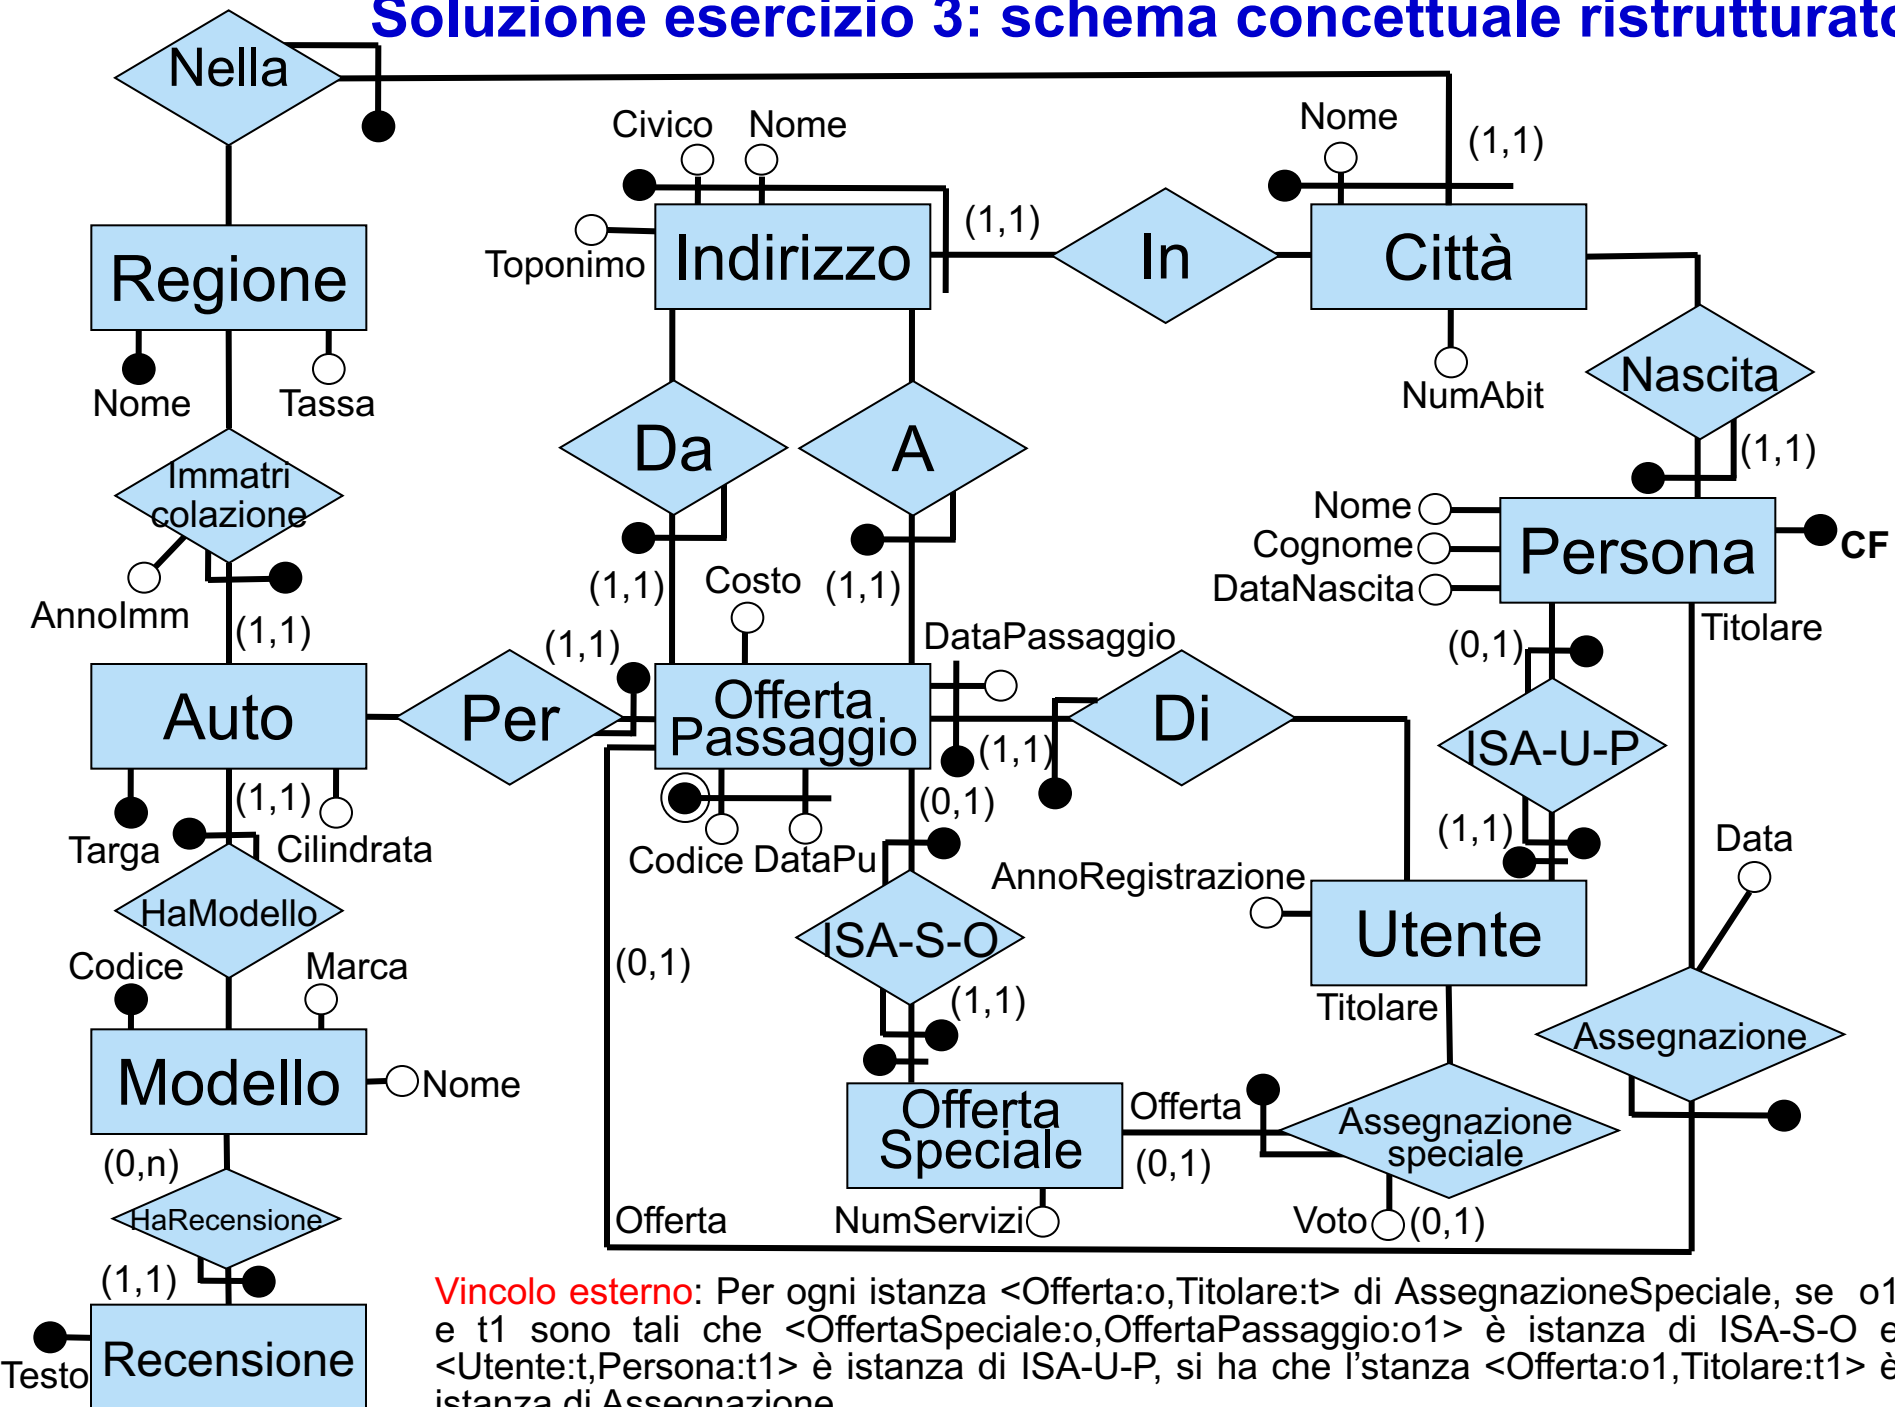 Soluzione esercizio 3: schema concettuale ristrutturato
Nella
Civico
Nome
Nome
(1,1)
(1,1)
Regione
Toponimo
Indirizzo
In
Città
Nome
Tassa
NumAbit
Nascita
Da
A
(1,1)
Immatri
colazione
Nome
Cognome
DataNascita
Persona
CF
AnnoImm
(1,1)
(1,1)
Costo
(1,1)
(1,1)
DataPassaggio
(0,1)
Titolare
Auto
Per
Offerta
Passaggio
Di
ISA-U-P
(1,1)
(1,1)
(0,1)
(1,1)
Targa
Cilindrata
Codice
DataPu
AnnoRegistrazione
Data
HaModello
ISA-S-O
Utente
Codice
Marca
(0,1)
(1,1)
Titolare
Assegnazione
Modello
Nome
Offerta
Speciale
Offerta
(0,1)
Assegnazione
speciale
(0,n)
HaRecensione
Offerta
NumServizi
Voto
(0,1)
(1,1)
Testo
Recensione
Vincolo esterno: Per ogni istanza <Offerta:o,Titolare:t> di AssegnazioneSpeciale, se o1
e t1 sono tali che <OffertaSpeciale:o,OffertaPassaggio:o1> è istanza di ISA-S-O e
<Utente:t,Persona:t1> è istanza di ISA-U-P, si ha che l'stanza <Offerta:o1,Titolare:t1> è
istanza di Assegnazione